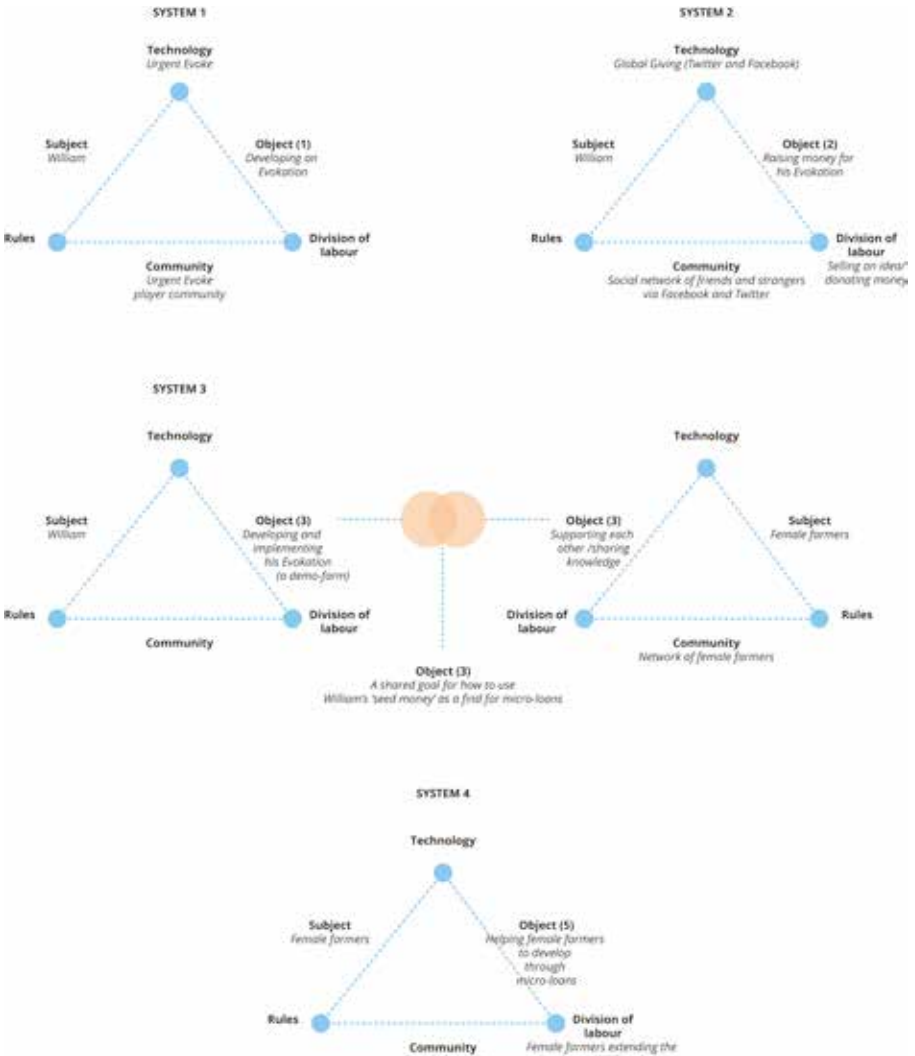 SYSTEM 1
Technology
Urgent Evoke
Subject
William
Object (1)
Developing an
Evokation
Rules
Division of
labour
Community
Urgent Evoke
player community
SYSTEM 2
Technology
Global Giving (Twitter and Facebook)
Subject
William
Object (2)
Raising money for
his Evokation
Rules
Division of
labour
Selling an idea/
donating money
Community
Social network of friends and strangers
via Facebook and Twitter
SYSTEM 3
Technology
Subject
William
Object (3)
Developing and
implementing
his Evokation
(a demo-farm)
Rules
Division of
labour
Community
Technology
Object (3)
Supporting each
other /sharing
knowledge
Subject
Female farmers
Division of
labour
Rules
Community
Network of female farmers
Object (3)
A shared goal for how to use
William's 'seed money' as a find for micro-loans
SYSTEM 4
Technology
Subject
Female farmers
Object (5)
Helping female farmers
to develop
through
micro-loans
Rules
Division of
labour
Female farmers extending the
Community